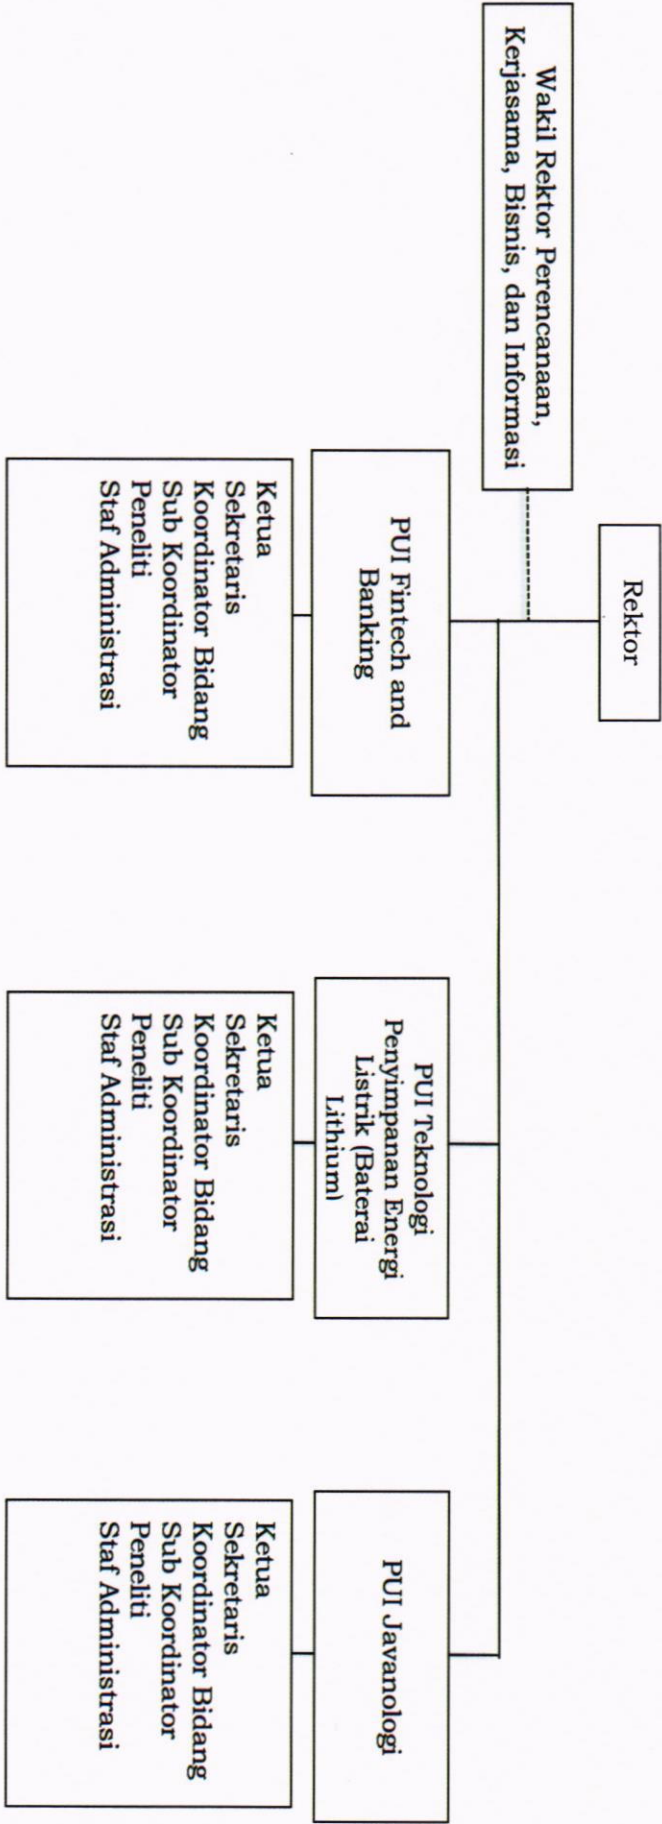 Rektor
Wakil Rektor Perencanaan,
Kerjasama, Bisnis, dan Informasi
PUI Fintech and
Banking
Ketua
Sekretaris
Koordinator Bidang
Sub Koordinator
Peneliti
Staf Administrasi
PUI Teknologi
Penyimpanan Energi
Listrik (Baterai
Lithium)
Ketua
Sekretaris
Koordinator Bidang
Sub Koordinator
Peneliti
Staf Administrasi
PUI Javanologi
Ketua
Sekretaris
Koordinator Bidang
Sub Koordinator
Peneliti
Staf Administrasi